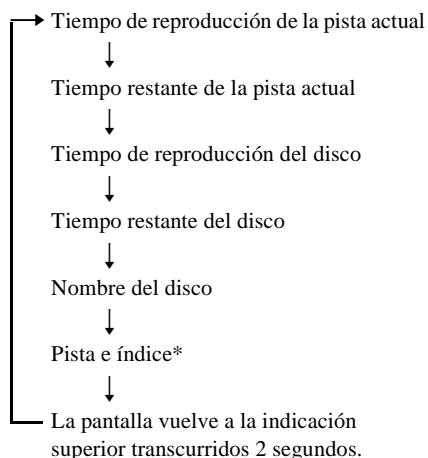 Tiempo de reproducción de la pista actual
Tiempo restante de la pista actual
Tiempo de reproducción del disco
Tiempo restante del disco
Nombre del disco
Pista e índice*
La pantalla vuelve a la indicación
superior transcurridos 2 segundos.